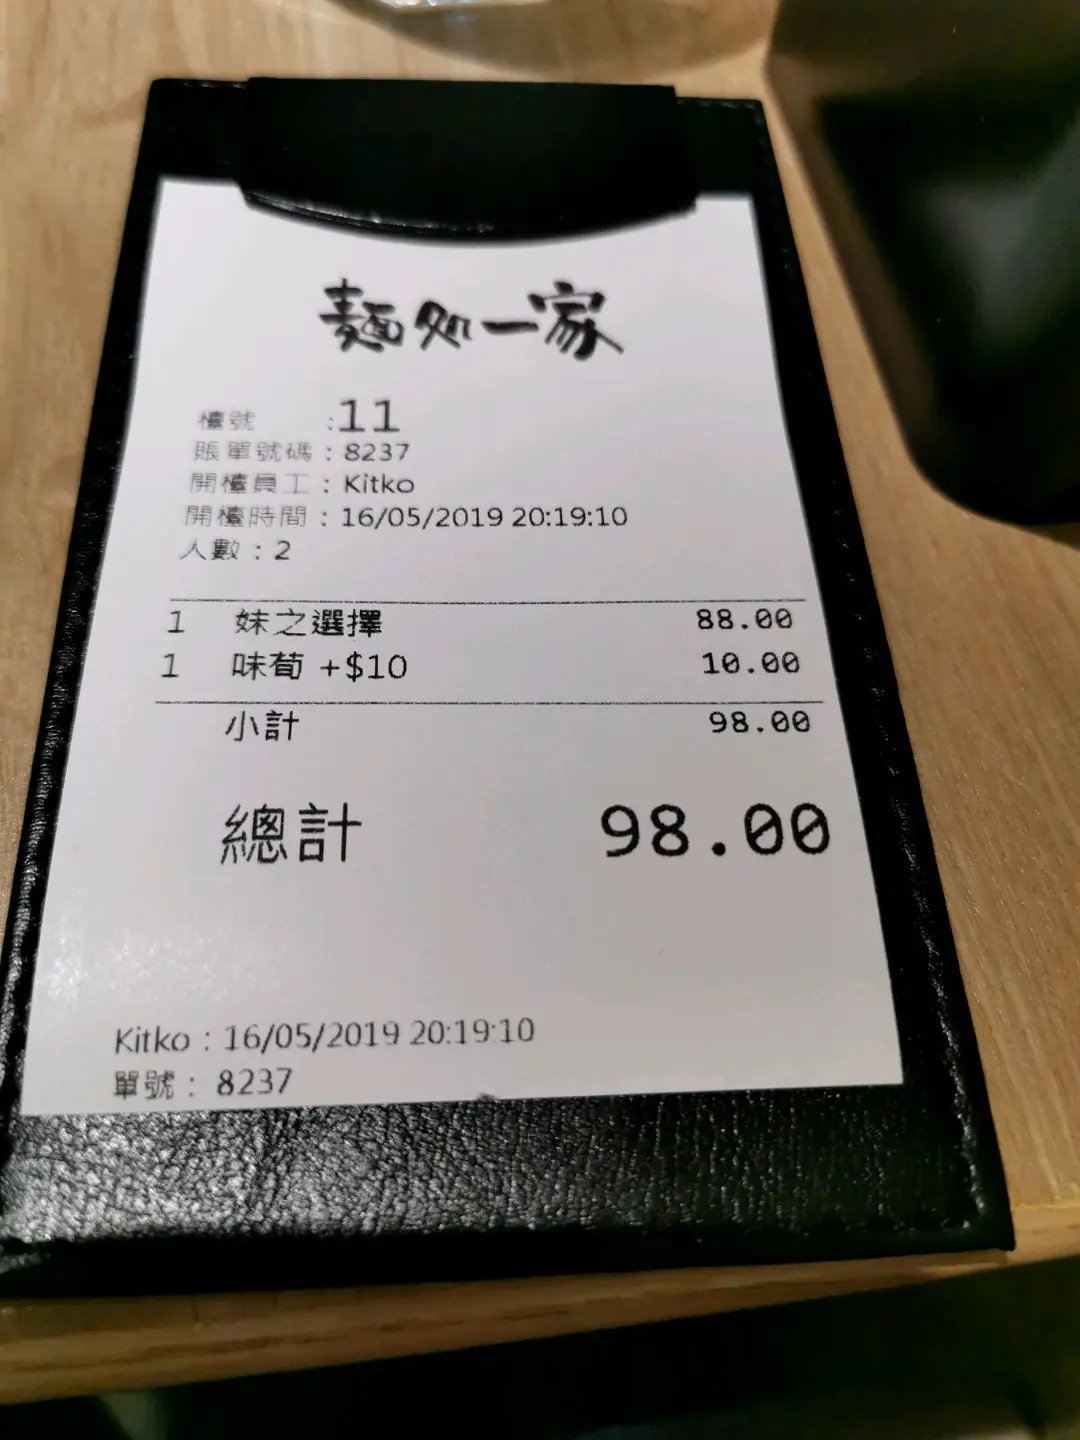 麺処一家
檯號 :11
賬單號碼 : 8237
開檯員工 : Kitko
開檯時間 : 16/05/2019 20:19:10
人數 : 2
1 妹之選擇 88.00
1 味荀 +$10 10.00
小計 98.00
總計 98.00
Kitko : 16/05/2019 20:19:10
單號 : 8237